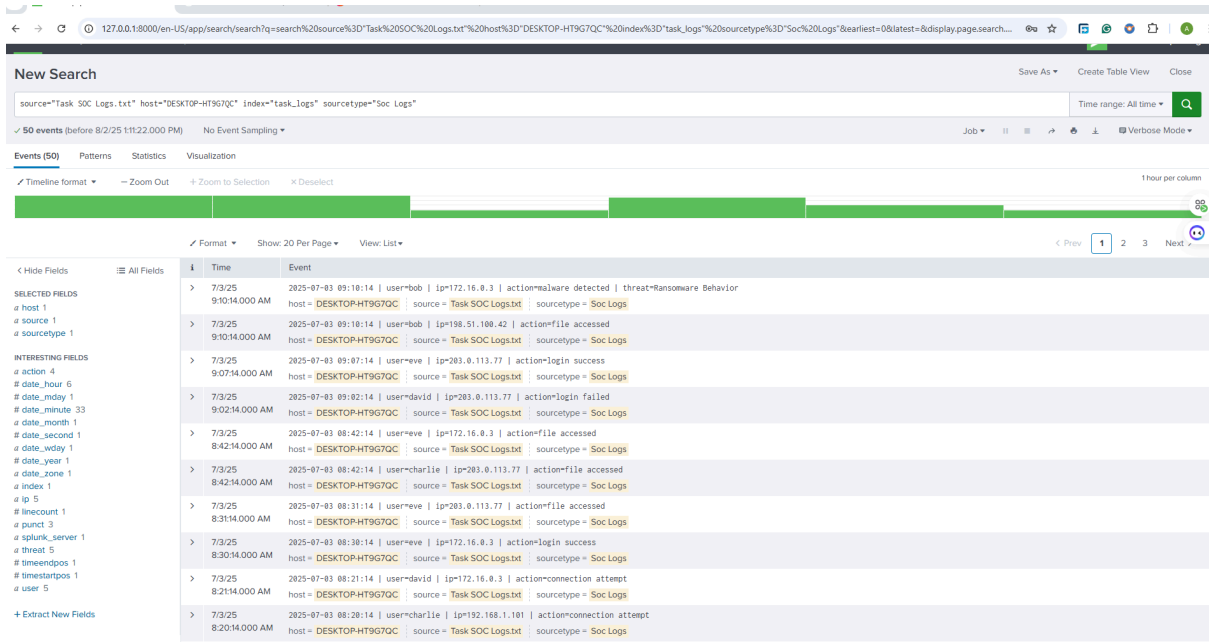 127.0.0.1:8000/en-US/app/search/search?q=search%20source%3D"Task%20SOC%20Logs.txt"%20host%3D"DESKTOP-HT9G7QC"%20index%3D"task_logs"%20sourcetype%3D"Soc%20Logs"&earliest=0&latest=&display.page.search....
New Search
Save As Create Table View Close
source="Task SOC Logs.txt" host="DESKTOP-HT9G7QC" index="task_logs" sourcetype="Soc Logs"
Time range: All time
✓ 50 events (before 8/2/25 1:11:22.000 PM) No Event Sampling
Job Verbose Mode
Events (50) Patterns Statistics Visualization
Timeline format – Zoom Out + Zoom to Selection × Deselect
1 hour per column
Format Show: 20 Per Page View: List
< Prev 1 2 3 Next
< Hide Fields All Fields
SELECTED FIELDS
a host 1
a source 1
a sourcetype 1
INTERESTING FIELDS
a action 4
# date_hour 6
# date_mday 1
# date_minute 33
a date_month 1
# date_second 1
a date_wday 1
# date_year 1
a date_zone 1
a index 1
a ip 5
# linecount 1
a punct 3
a splunk_server 1
a threat 5
# timeendpos 1
# timestartpos 1
a user 5
+ Extract New Fields
i Time Event
> 7/3/25 2025-07-03 09:10:14 | user=bob | ip=172.16.0.3 | action=malware detected | threat=Ransomware Behavior
9:10:14.000 AM host = DESKTOP-HT9G7QC source = Task SOC Logs.txt sourcetype = Soc Logs
> 7/3/25 2025-07-03 09:10:14 | user=bob | ip=198.51.100.42 | action=file accessed
9:10:14.000 AM host = DESKTOP-HT9G7QC source = Task SOC Logs.txt sourcetype = Soc Logs
> 7/3/25 2025-07-03 09:07:14 | user=eve | ip=203.0.113.77 | action=login success
9:07:14.000 AM host = DESKTOP-HT9G7QC source = Task SOC Logs.txt sourcetype = Soc Logs
> 7/3/25 2025-07-03 09:02:14 | user=david | ip=203.0.113.77 | action=login failed
9:02:14.000 AM host = DESKTOP-HT9G7QC source = Task SOC Logs.txt sourcetype = Soc Logs
> 7/3/25 2025-07-03 08:42:14 | user=eve | ip=172.16.0.3 | action=file accessed
8:42:14.000 AM host = DESKTOP-HT9G7QC source = Task SOC Logs.txt sourcetype = Soc Logs
> 7/3/25 2025-07-03 08:42:14 | user=charlie | ip=203.0.113.77 | action=file accessed
8:42:14.000 AM host = DESKTOP-HT9G7QC source = Task SOC Logs.txt sourcetype = Soc Logs
> 7/3/25 2025-07-03 08:31:14 | user=eve | ip=203.0.113.77 | action=file accessed
8:31:14.000 AM host = DESKTOP-HT9G7QC source = Task SOC Logs.txt sourcetype = Soc Logs
> 7/3/25 2025-07-03 08:30:14 | user=eve | ip=172.16.0.3 | action=login success
8:30:14.000 AM host = DESKTOP-HT9G7QC source = Task SOC Logs.txt sourcetype = Soc Logs
> 7/3/25 2025-07-03 08:21:14 | user=david | ip=172.16.0.3 | action=connection attempt
8:21:14.000 AM host = DESKTOP-HT9G7QC source = Task SOC Logs.txt sourcetype = Soc Logs
> 7/3/25 2025-07-03 08:20:14 | user=charlie | ip=192.168.1.101 | action=connection attempt
8:20:14.000 AM host = DESKTOP-HT9G7QC source = Task SOC Logs.txt sourcetype = Soc Logs